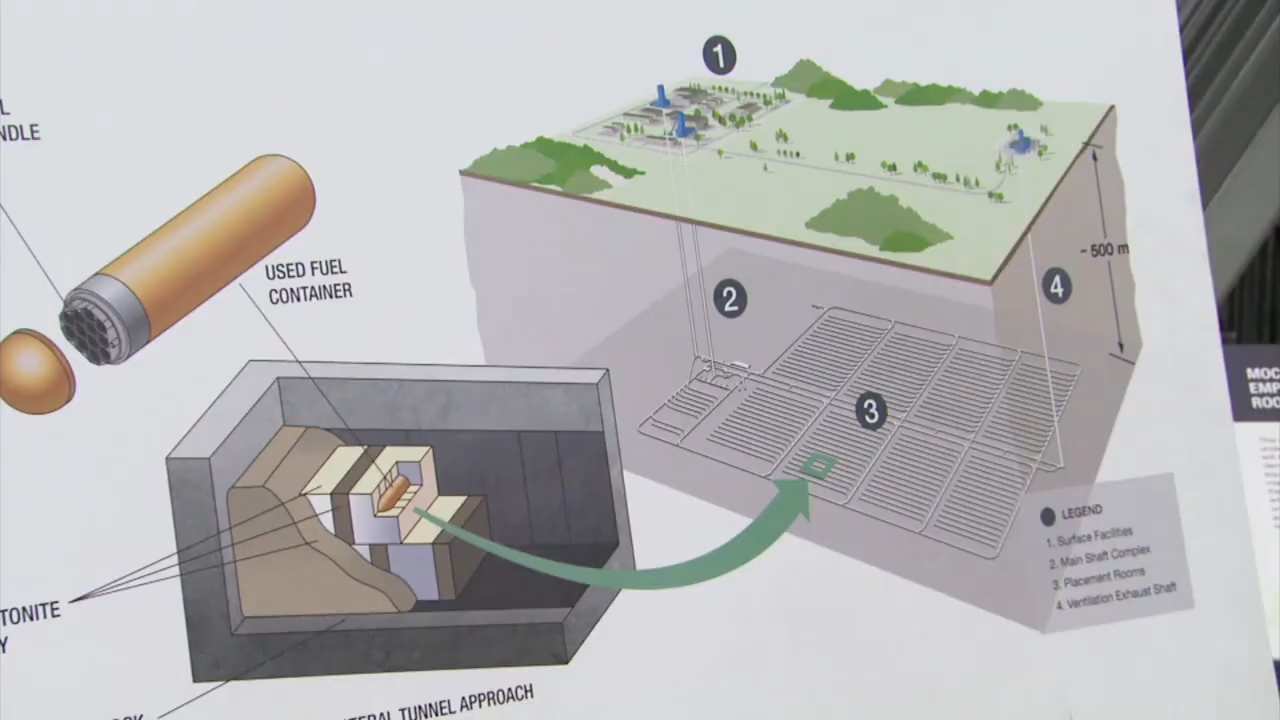 1
NDLE
USED FUEL
CONTAINER
2
3
4
~ 500 m
LEGEND
1. Surface Facilities
2. Main Shaft Complex
3. Placement Rooms
4. Ventilation Exhaust Shaft
TONITE
TUNNEL APPROACH
MOC
EMP
ROO